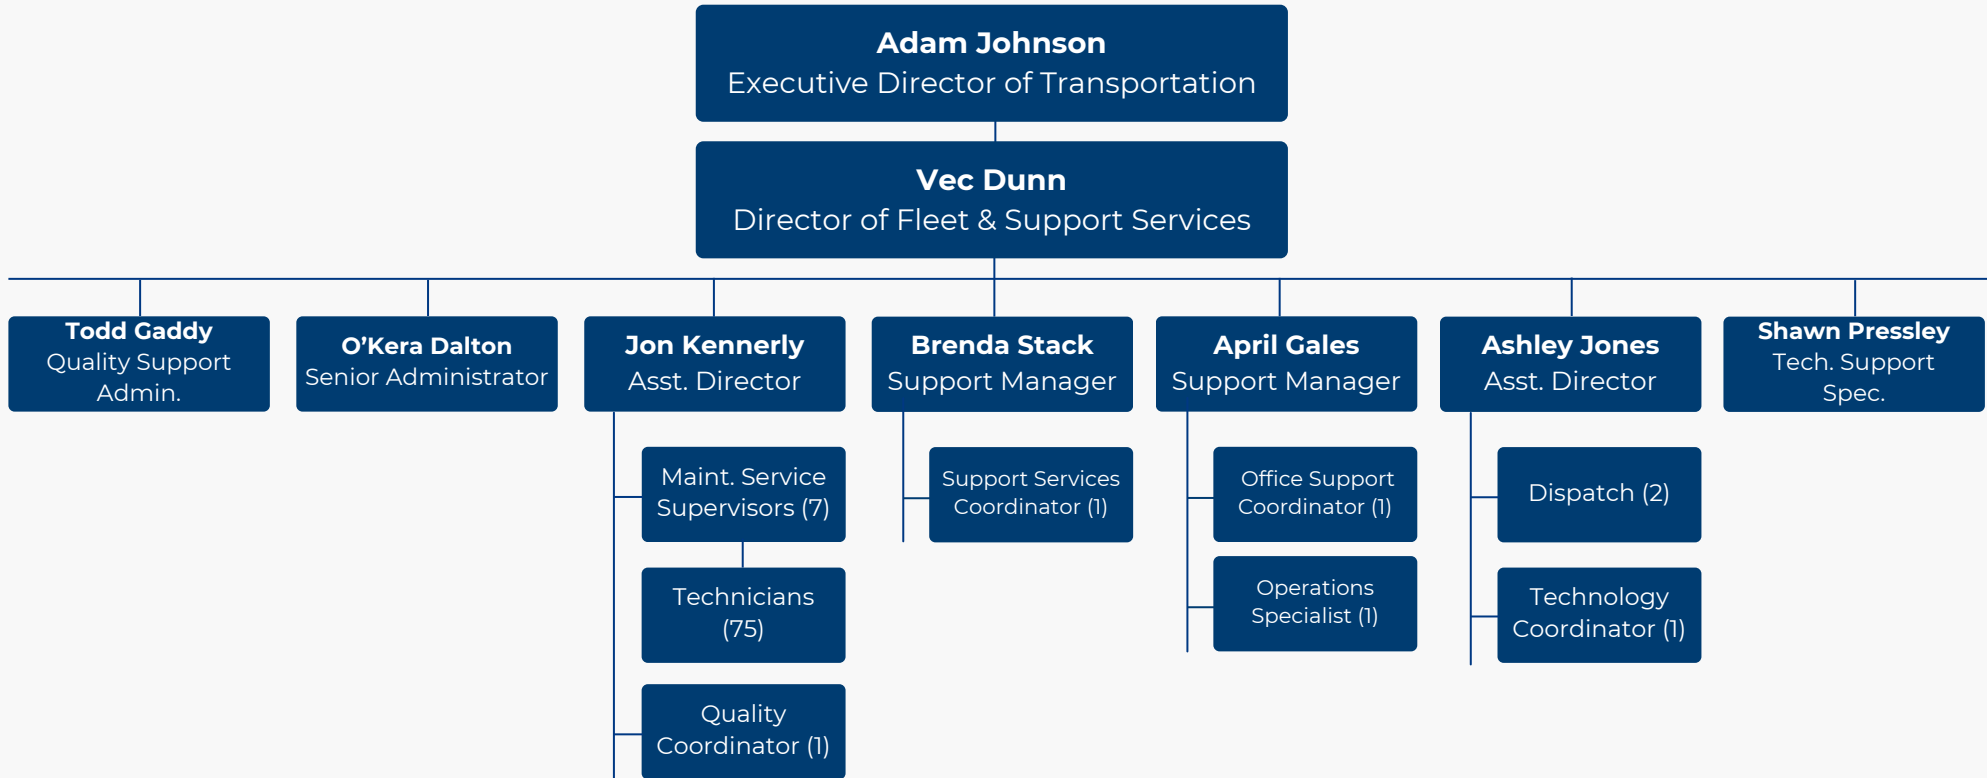 Adam Johnson
Executive Director of Transportation
Vec Dunn
Director of Fleet & Support Services
Todd Gaddy
Quality Support
Admin.
O’Kera Dalton
Senior Administrator
Jon Kennerly
Asst. Director
Brenda Stack
Support Manager
April Gales
Support Manager
Ashley Jones
Asst. Director
Shawn Pressley
Tech. Support
Spec.
Maint. Service
Supervisors (7)
Technicians
(75)
Quality
Coordinator (1)
Support Services
Coordinator (1)
Office Support
Coordinator (1)
Operations
Specialist (1)
Dispatch (2)
Technology
Coordinator (1)